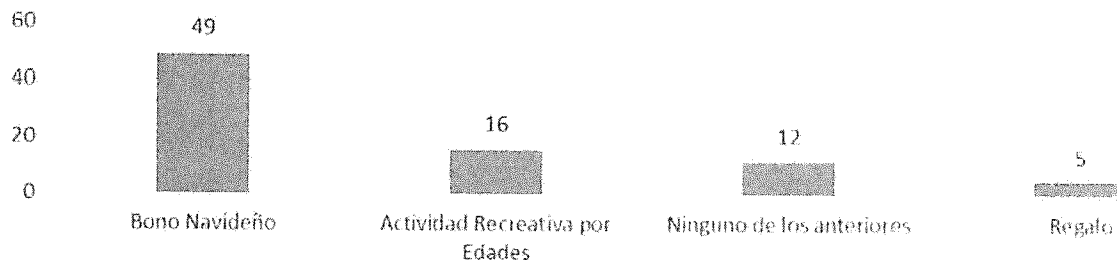 60
49
40
20
16
12
5
0
Bono Navideño
Actividad Recreativa por
Edades
Ninguno de los anteriores
Regalo